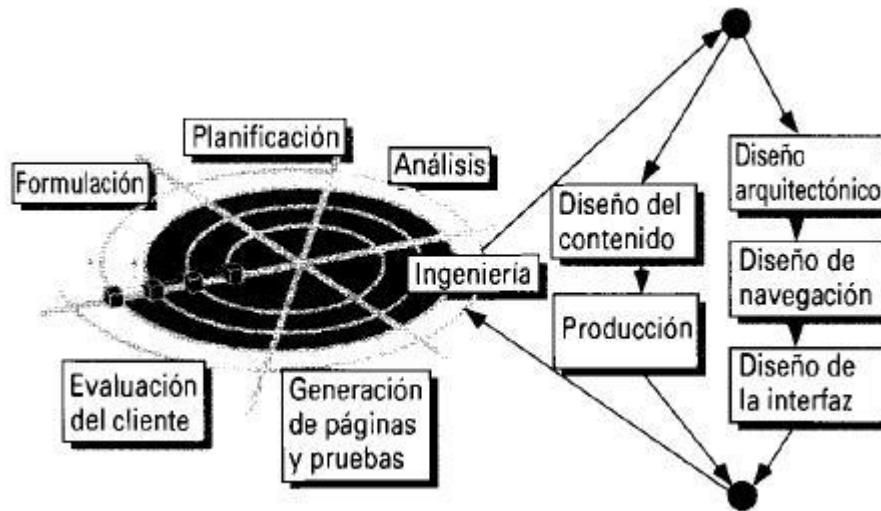 Planificación
Análisis
Formulación
Ingeniería
Evaluación
del cliente
Generación
de páginas
y pruebas
Diseño del
contenido
Producción
Diseño
arquitectónico
Diseño de
navegación
Diseño de
la interfaz